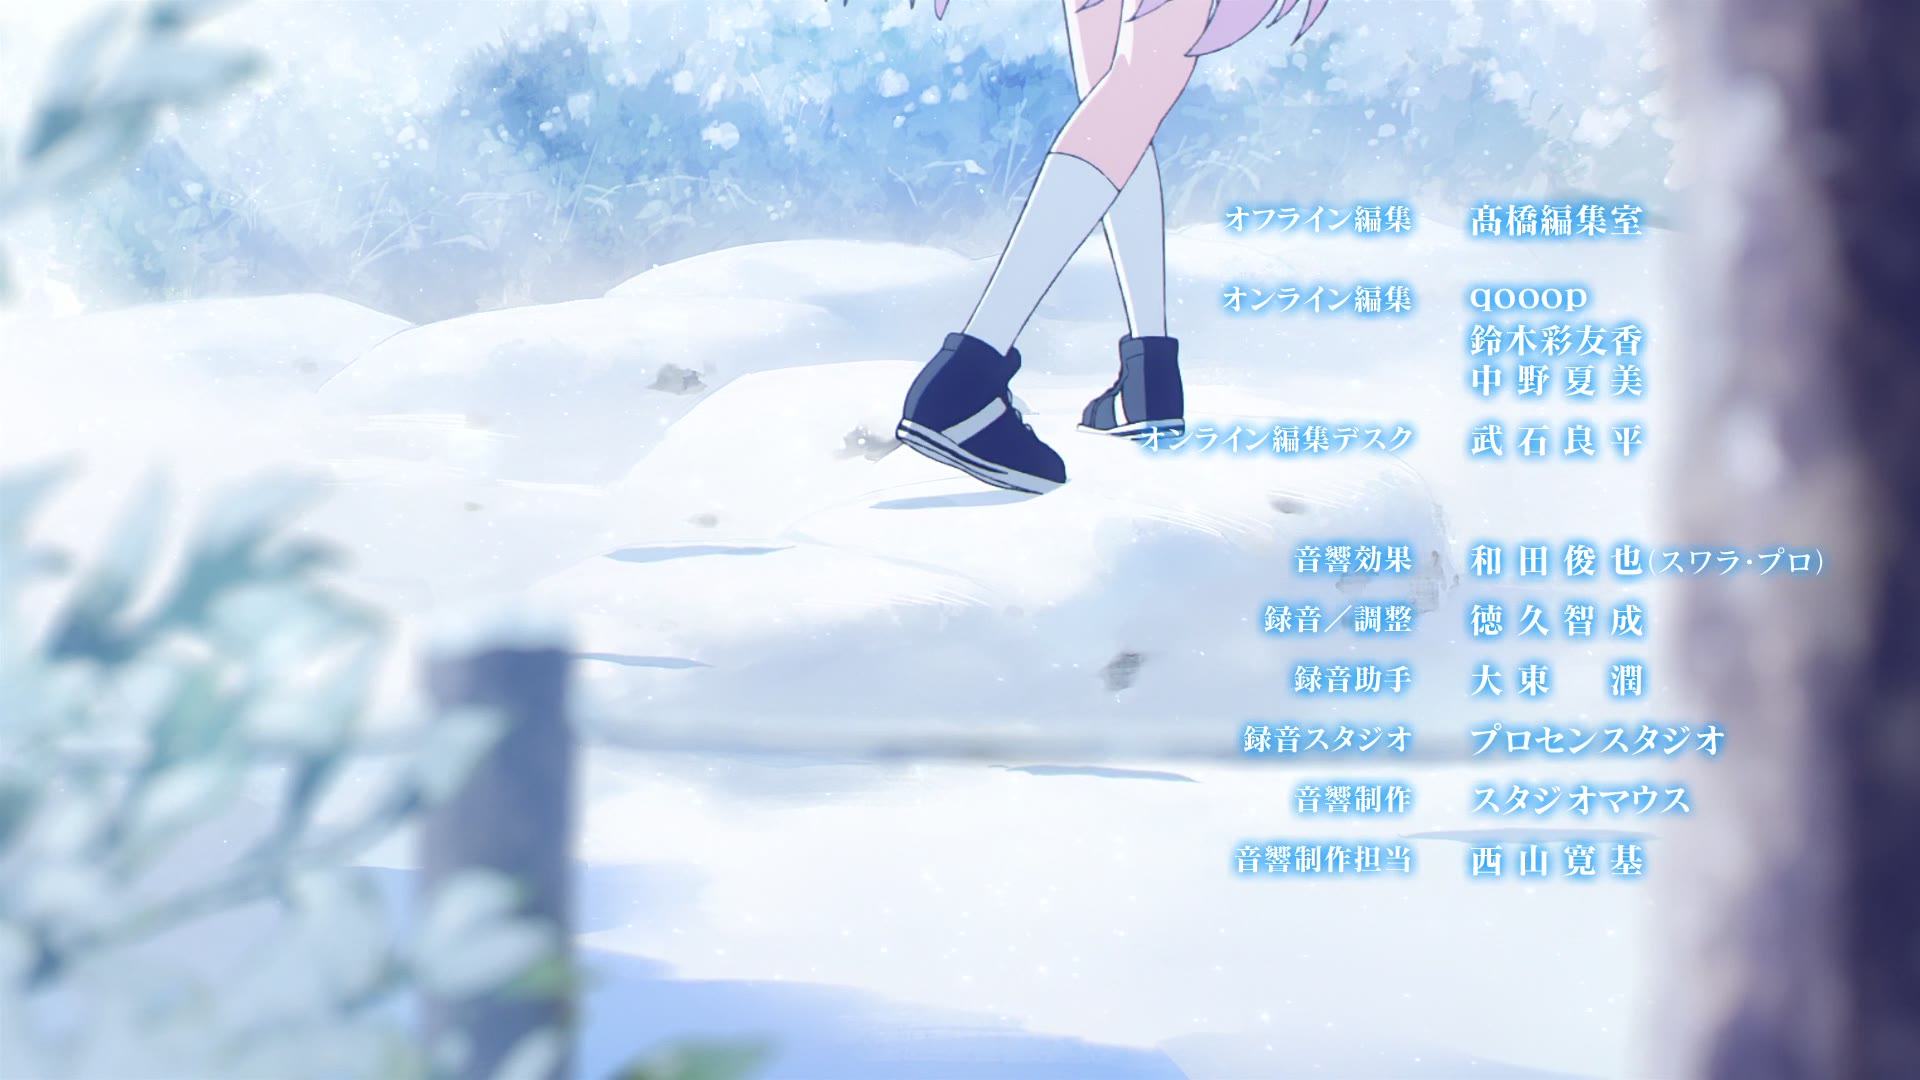 オフライン編集 髙橋編集室
オンライン編集 qooop
鈴木彩友香
中野夏美
オンライン編集デスク 武石良平
音響効果 和田俊也(スワラ・プロ)
録音／調整 徳久智成
録音助手 大東 潤
録音スタジオ プロセンスタジオ
音響制作 スタジオマウス
音響制作担当 西山寛基